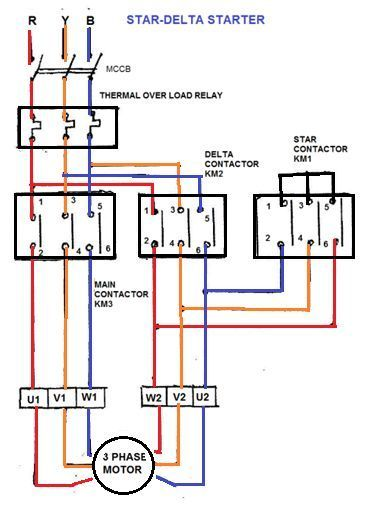 R Y B STAR-DELTA STARTER
MCCB
THERMAL OVER LOAD RELAY
STAR
CONTACTOR
KM1
DELTA
CONTACTOR
KM2
1 3 5
1 3 5
1 3 5
2 4 6
2 4 6
2 4 6
MAIN
CONTACTOR
KM3
U1 V1 W1 W2 V2 U2
3 PHASE
MOTOR